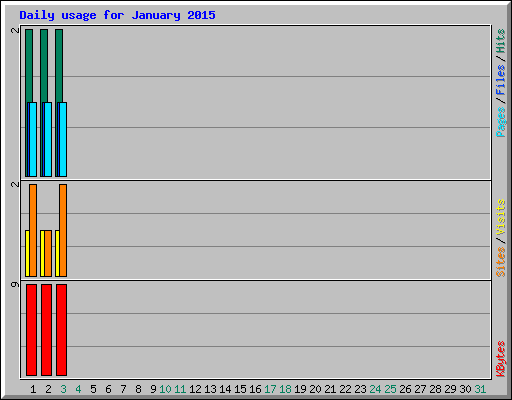 Daily usage for January 2015
2
2
9
Pages / Files / Hits
Sites / Visits
KBytes
1 2 3 4 5 6 7 8 9 10 11 12 13 14 15 16 17 18 19 20 21 22 23 24 25 26 27 28 29 30 31